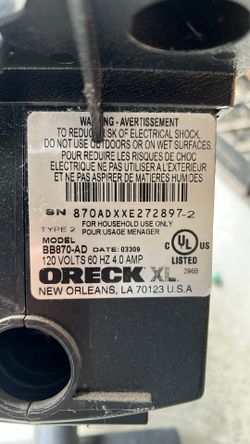 WARNING - AVERTISSEMENT
TO REDUCE RISK OF ELECTRICAL SHOCK,
DO NOT USE OUTDOORS OR ON WET SURFACES.
POUR REDUIRE LES RISQUES DE CHOC
ELECTRIQUE NE PAS UTILISER A L'EXTERIEUR
ET NE PAS ASPIRER DE MATIERES HUMIDES
SN 870ADXXE272897-2
TYPE 2 FOR HOUSEHOLD USE ONLY
POUR USAGE MENAGER
MODEL
BB870-AD DATE: 03309
120 VOLTS 60 HZ 4.0 AMP
C UL US
LISTED
296B
ORECK XL
NEW ORLEANS, LA 70123 U.S.A